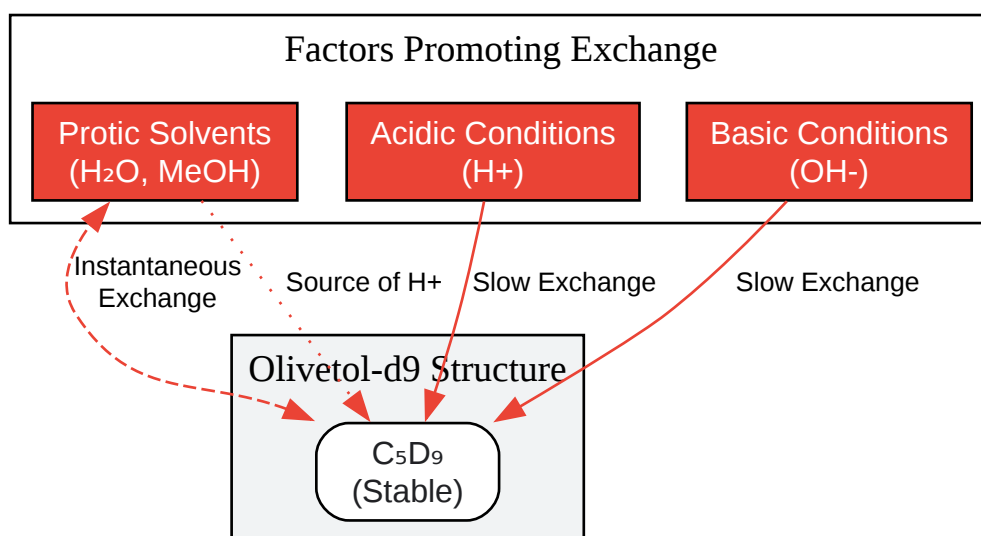 Factors Promoting Exchange
Protic Solvents
(H₂O, MeOH)
Acidic Conditions
(H+)
Basic Conditions
(OH-)
Instantaneous
Exchange
Source of H+
Slow Exchange
Slow Exchange
Olivetol-d9 Structure
C₅D₉
(Stable)